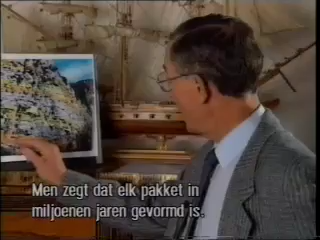 Men zegt dat elk pakket in
miljoenen jaren gevormd is.